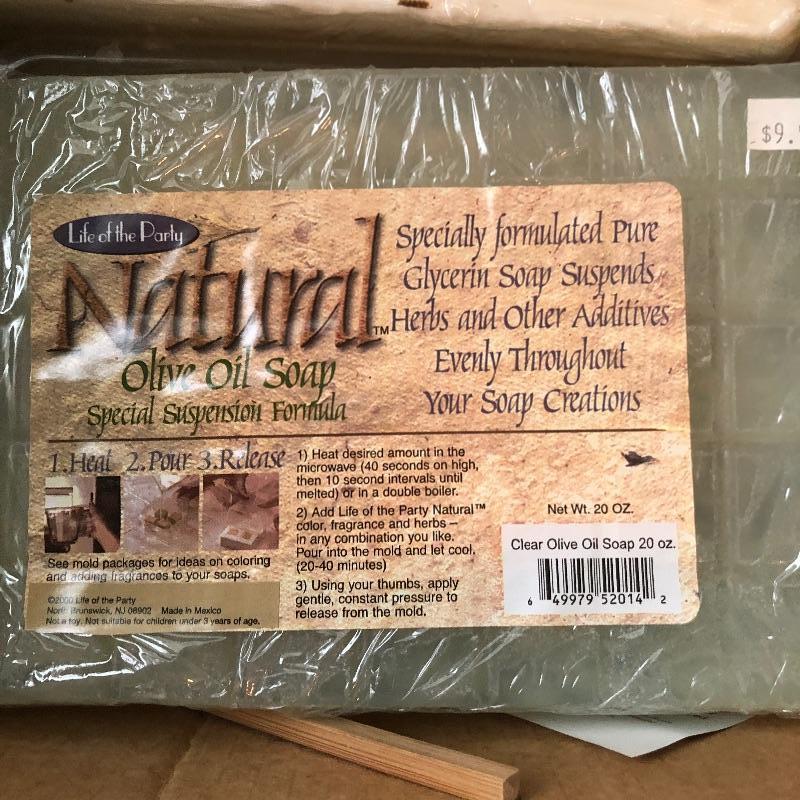 $9.
Life of the Party
Natural™
Olive Oil Soap
Special Suspension Formula
Specially formulated Pure
Glycerin Soap Suspends
Herbs and Other Additives
Evenly Throughout
Your Soap Creations
1.Heat 2.Pour 3.Release
See mold packages for ideas on coloring
and adding fragrances to your soaps.
©2000 Life of the Party
North Brunswick, NJ 08902 Made in Mexico
Not a toy. Not suitable for children under 3 years of age.
1) Heat desired amount in the
microwave (40 seconds on high,
then 10 second intervals until
melted) or in a double boiler.
2) Add Life of the Party Natural™
color, fragrance and herbs –
in any combination you like.
Pour into the mold and let cool.
(20-40 minutes)
3) Using your thumbs, apply
gentle, constant pressure to
release from the mold.
Net Wt. 20 OZ.
Clear Olive Oil Soap 20 oz.
6 49979 52014 2